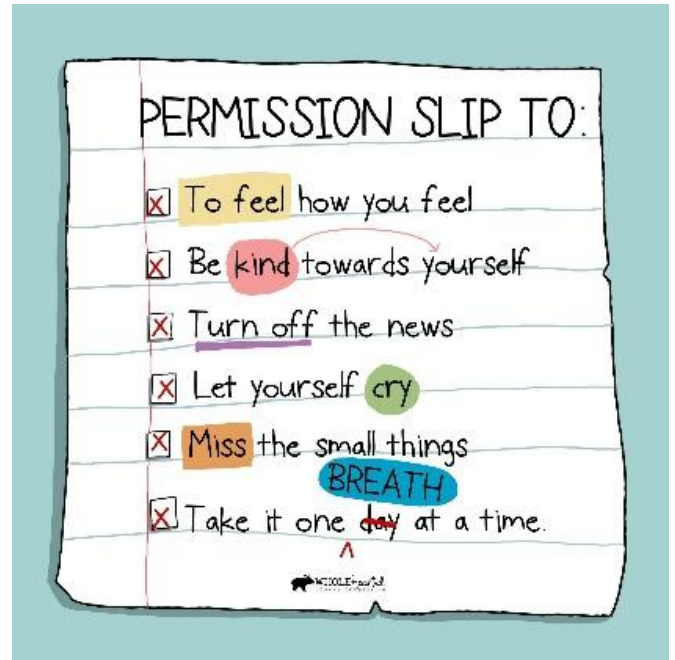 PERMISSION SLIP TO:
To feel how you feel
Be kind towards yourself
Turn off the news
Let yourself cry
Miss the small things
BREATH
Take it one day at a time.